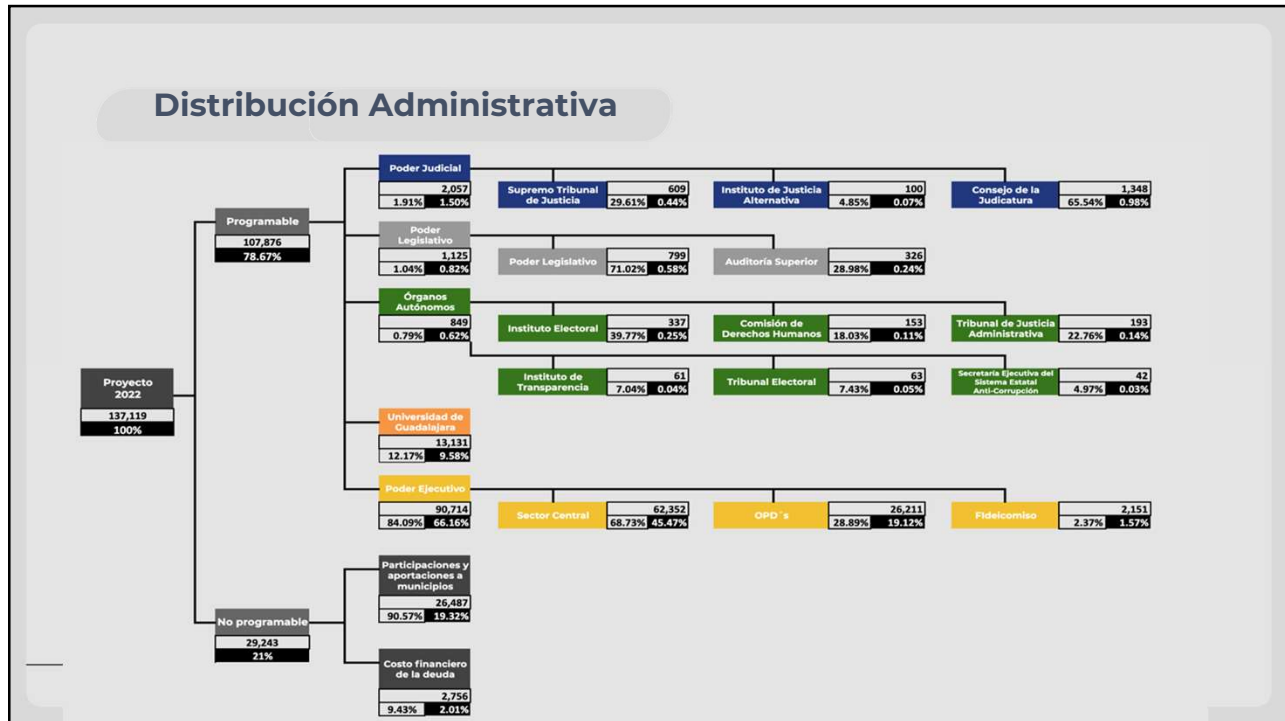 Distribución Administrativa
Poder Judicial
2,057
1.91% 1.50%
Supremo Tribunal
de Justicia
609
29.61% 0.44%
Instituto de Justicia
Alternativa
100
4.85% 0.07%
Consejo de la
Judicatura
1,348
65.54% 0.98%
Programable
107,876
78.67%
Poder
Legislativo
1,125
1.04% 0.82%
Poder Legislativo
799
71.02% 0.58%
Auditoría Superior
326
28.98% 0.24%
Órganos
Autónomos
849
0.79% 0.62%
Instituto Electoral
337
39.77% 0.25%
Comisión de
Derechos Humanos
153
18.03% 0.11%
Tribunal de Justicia
Administrativa
193
22.76% 0.14%
Instituto de
Transparencia
61
7.04% 0.04%
Tribunal Electoral
63
7.43% 0.05%
Secretaría Ejecutiva del
Sistema Estatal
Anti-Corrupción
42
4.97% 0.03%
Proyecto
2022
137,119
100%
Universidad de
Guadalajara
13,131
12.17% 9.58%
Poder Ejecutivo
90,714
84.09% 66.16%
Sector Central
62,352
68.73% 45.47%
OPD´s
26,211
28.89% 19.12%
FIdeicomiso
2,151
2.37% 1.57%
Participaciones y
aportaciones a
municipios
26,487
90.57% 19.32%
No programable
29,243
21%
Costo financiero
de la deuda
2,756
9.43% 2.01%